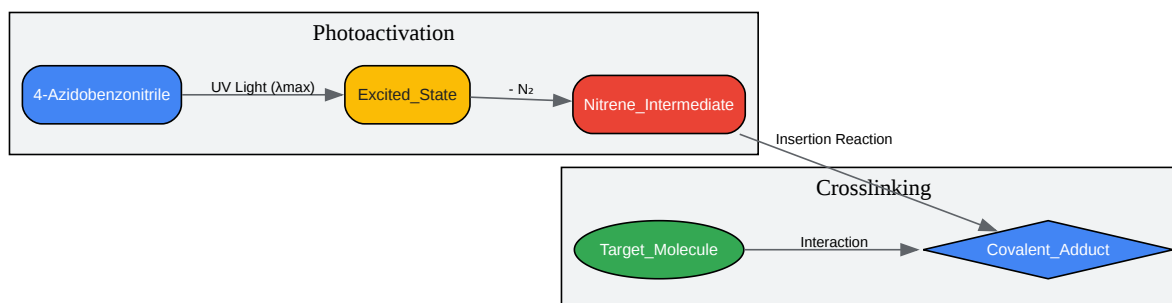 Photoactivation
4-Azidobenzonitrile
UV Light (λmax)
Excited_State
- N₂
Nitrene_Intermediate
Insertion Reaction
Crosslinking
Target_Molecule
Interaction
Covalent_Adduct